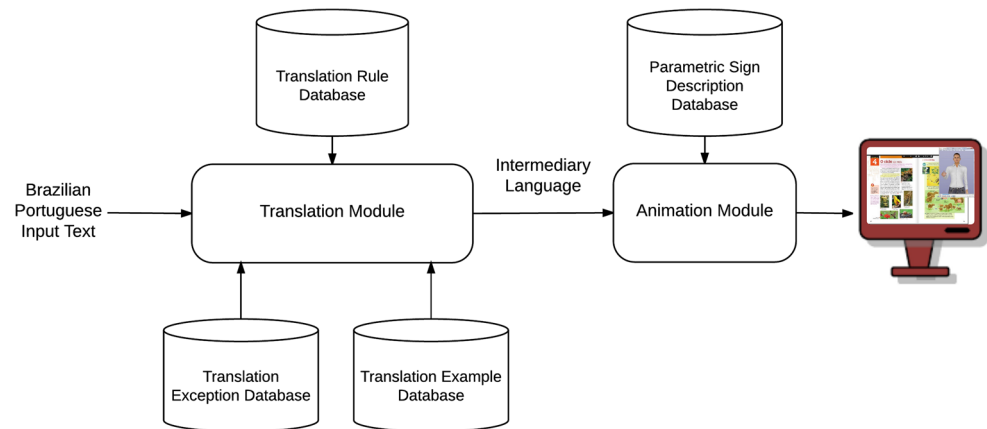 Translation Rule
Database
Parametric Sign
Description
Database
Brazilian
Portuguese
Input Text
Translation Module
Intermediary
Language
Animation Module
4
Translation
Exception Database
Translation Example
Database